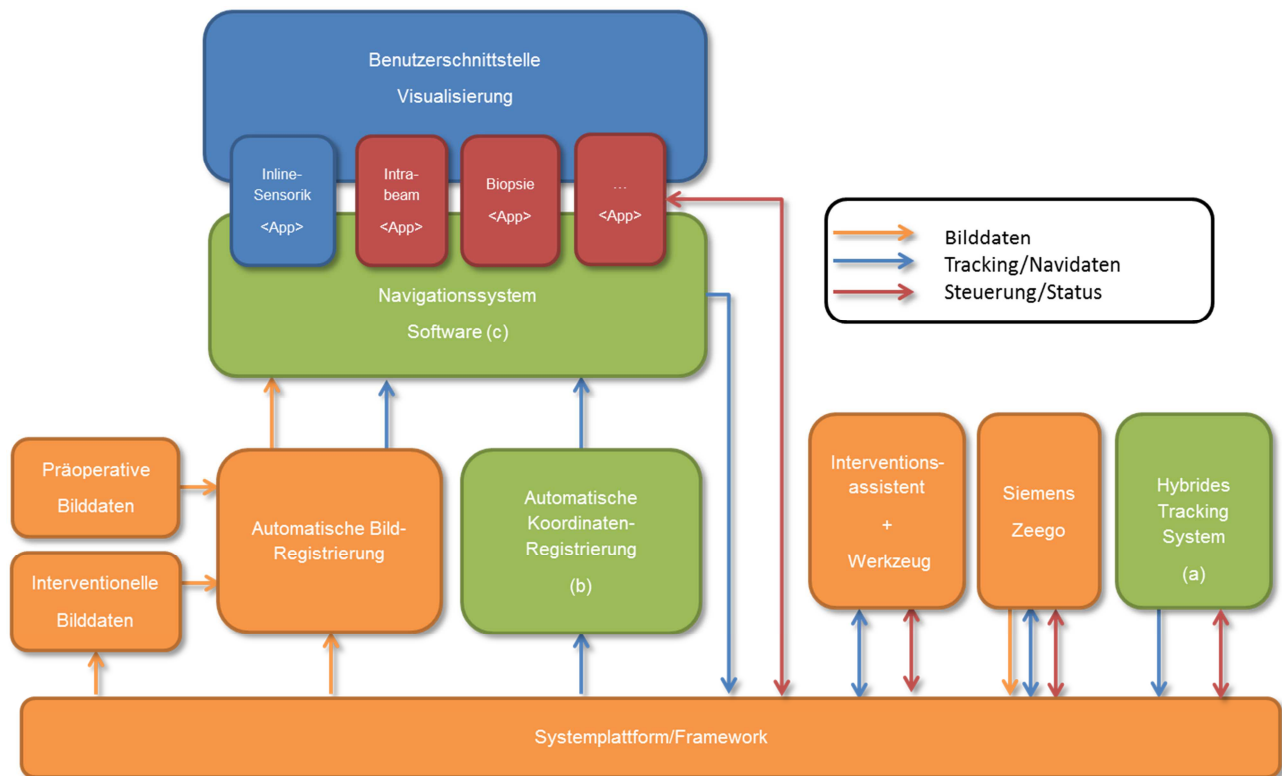 Benutzerschnittstelle
Visualisierung
Inline-
Sensorik
<App>
Intra-
beam
<App>
Biopsie
<App>
...
<App>
Navigationssystem
Software (c)
Bilddaten
Tracking/Navidaten
Steuerung/Status
Präoperative
Bilddaten
Interventionelle
Bilddaten
Automatische Bild-
Registrierung
Automatische
Koordinaten-
Registrierung
(b)
Interventions-
assistent
+
Werkzeug
Siemens
Zeego
Hybrides
Tracking
System
(a)
Systemplattform/Framework